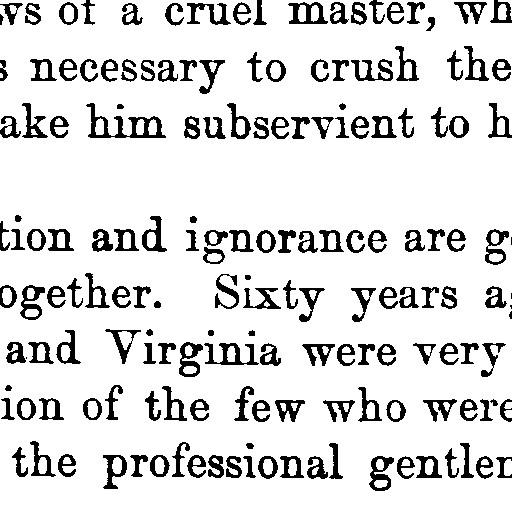 ws of a cruel master, wh
s necessary to crush the
ake him subservient to h
tion and ignorance are g
ogether. Sixty years a
and Virginia were very
ion of the few who were
the professional gentle